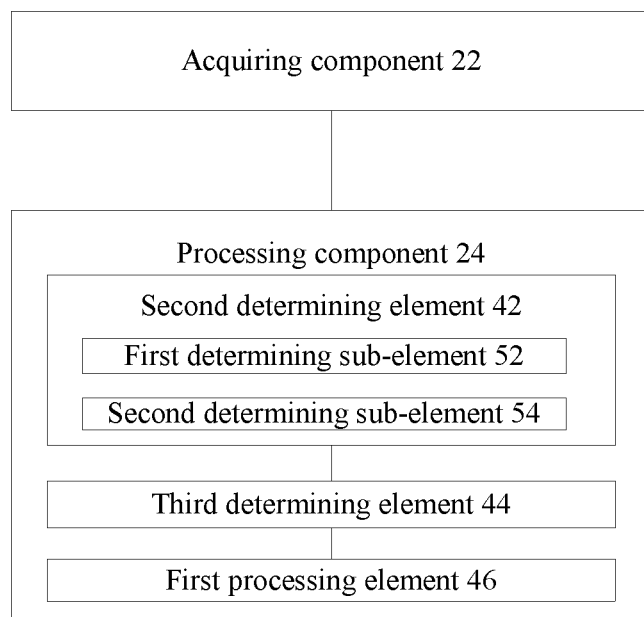 Acquiring component 22
Processing component 24
Second determining element 42
First determining sub-element 52
Second determining sub-element 54
Third determining element 44
First processing element 46